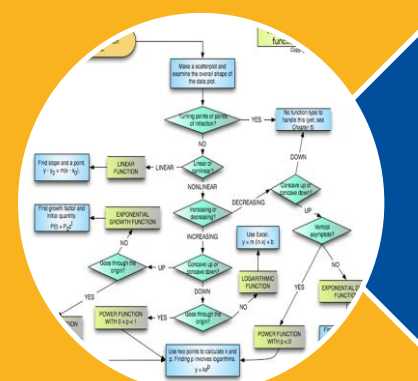 func
Copy
Make a scatterplot and
examine the overall shape of
the data plot.
Turning points or points
of inflection?
YES
No function type to
handle this (yet; see
Chapter 5)
NO
Find slope and a point.
LINEAR
FUNCTION
LINEAR
Linear or
nonlinear?
DOWN
NONLINEAR
Concave up or
concave down?
Find growth factor and
initial quantity.
EXPONENTIAL
GROWTH FUNCTION
Increasing or
decreasing?
DECREASING
UP
NO
INCREASING
Use Excel.
y = m ln(x) + b
Vertical
asymptote?
Goes through the
origin?
UP
Concave up or
concave down?
LOGARITHMIC
FUNCTION
NO
YES
DOWN
YES
EXPONENTIAL
POWER FUNCTION
WITH 0 < p < 1
YES
Goes through the
origin?
NO
POWER FUNCTION
WITH p < 0
Use two points to calculate k and
p. Finding p involves logarithms.